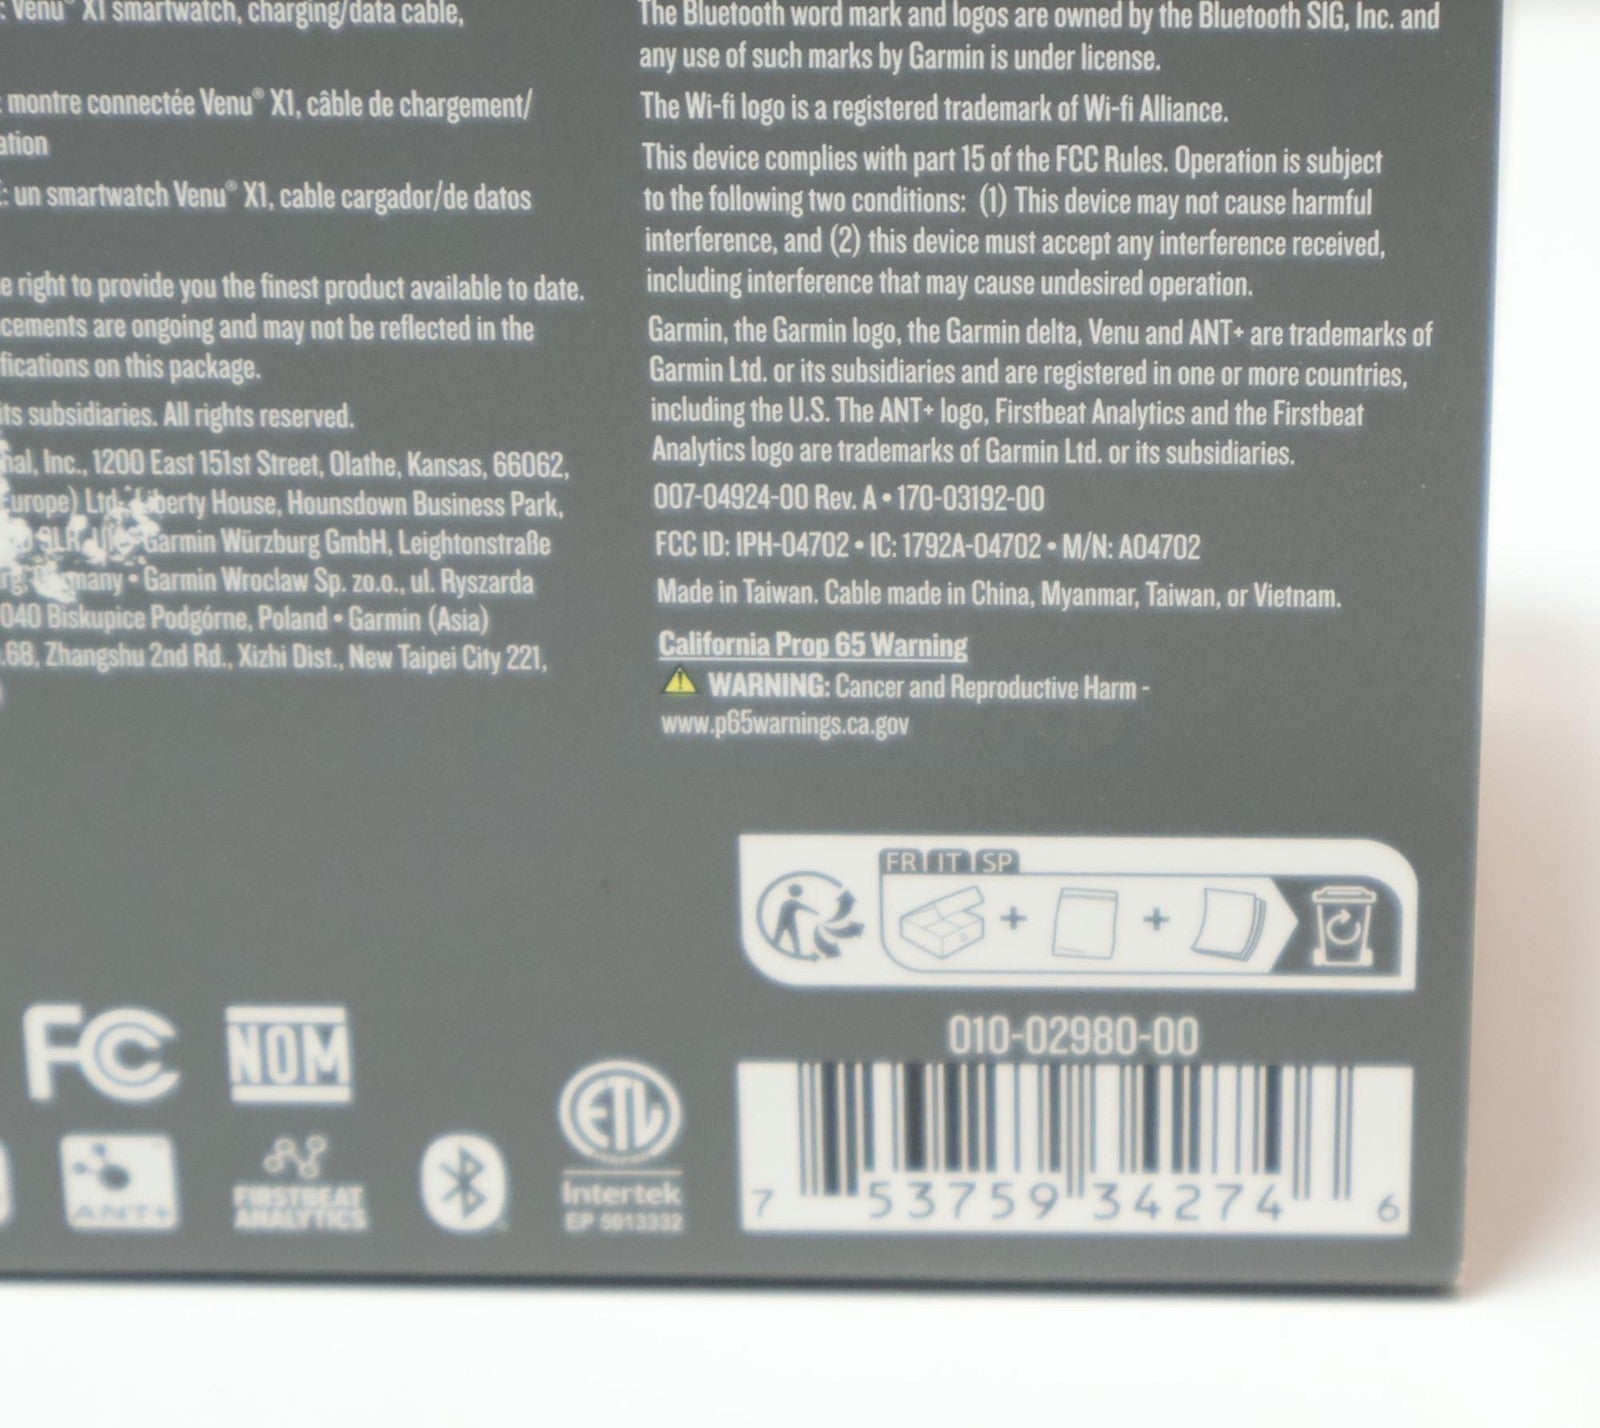 : Venu® X1 smartwatch, charging/data cable,
: montre connectée Venu® X1, câble de chargement/
ation
: un smartwatch Venu® X1, cable cargador/de datos
e right to provide you the finest product available to date.
cements are ongoing and may not be reflected in the
fications on this package.
its subsidiaries. All rights reserved.
nal, Inc., 1200 East 151st Street, Olathe, Kansas, 66062,
Europe) Ltd. Liberty House, Hounsdown Business Park,
9LR, Garmin Würzburg GmbH, Leightonstraße
Germany • Garmin Wroclaw Sp. zo.o., ul. Ryszarda
040 Biskupice Podgórne, Poland • Garmin (Asia)
.68, Zhangshu 2nd Rd., Xizhi Dist., New Taipei City 221,
The Bluetooth word mark and logos are owned by the Bluetooth SIG, Inc. and
any use of such marks by Garmin is under license.
The Wi-fi logo is a registered trademark of Wi-fi Alliance.
This device complies with part 15 of the FCC Rules. Operation is subject
to the following two conditions: (1) This device may not cause harmful
interference, and (2) this device must accept any interference received,
including interference that may cause undesired operation.
Garmin, the Garmin logo, the Garmin delta, Venu and ANT+ are trademarks of
Garmin Ltd. or its subsidiaries and are registered in one or more countries,
including the U.S. The ANT+ logo, Firstbeat Analytics and the Firstbeat
Analytics logo are trademarks of Garmin Ltd. or its subsidiaries.
007-04924-00 Rev. A • 170-03192-00
FCC ID: IPH-04702 • IC: 1792A-04702 • M/N: A04702
Made in Taiwan. Cable made in China, Myanmar, Taiwan, or Vietnam.
California Prop 65 Warning
WARNING: Cancer and Reproductive Harm -
www.p65warnings.ca.gov
FR IT SP
FC
NOM
ANT+
FIRSTBEAT
ANALYTICS
ETL
Intertek
EP 5013332
010-02980-00
7 53759 34274 6